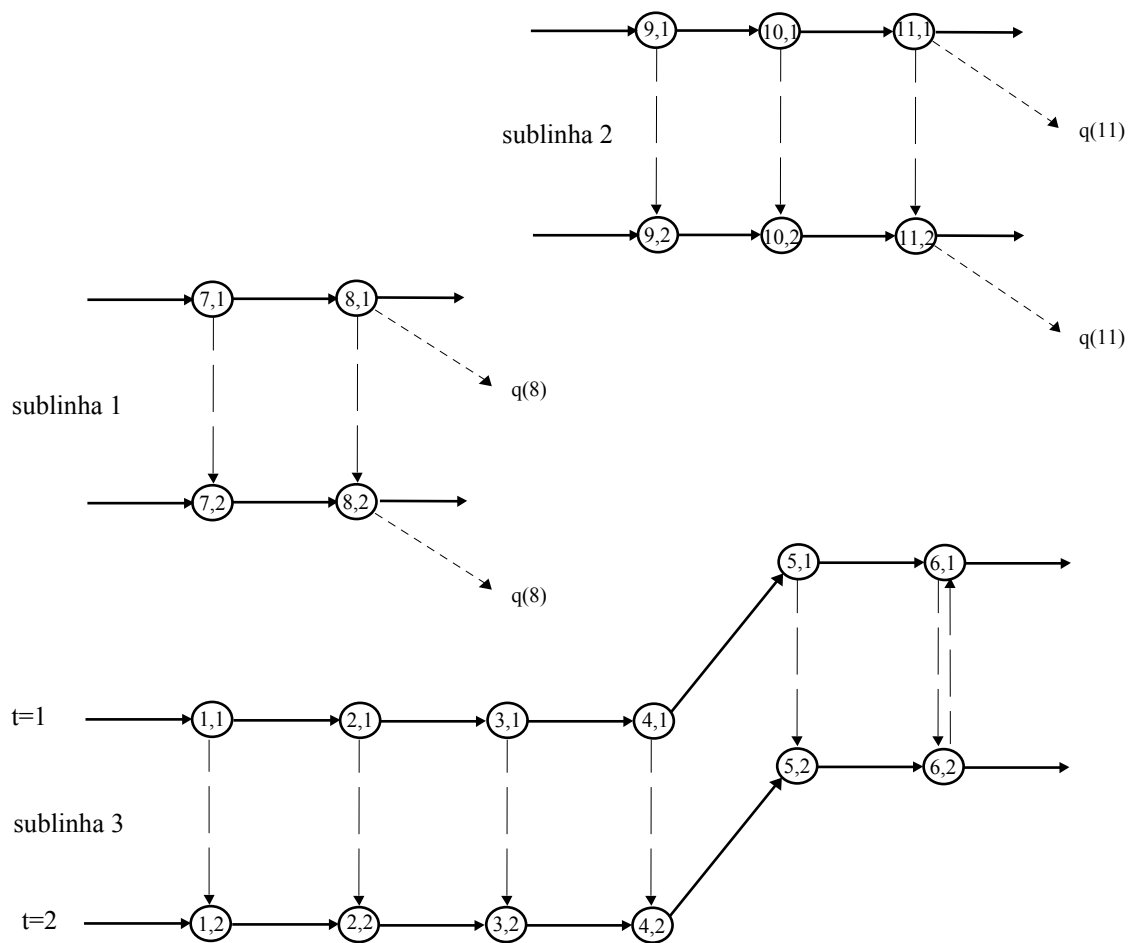 9,1 10,1 11,1
q(11)
sublinha 2
9,2 10,2 11,2
q(11)
7,1 8,1
q(8)
sublinha 1
7,2 8,2
q(8)
5,1 6,1
t=1 1,1 2,1 3,1 4,1
5,2 6,2
sublinha 3
t=2 1,2 2,2 3,2 4,2